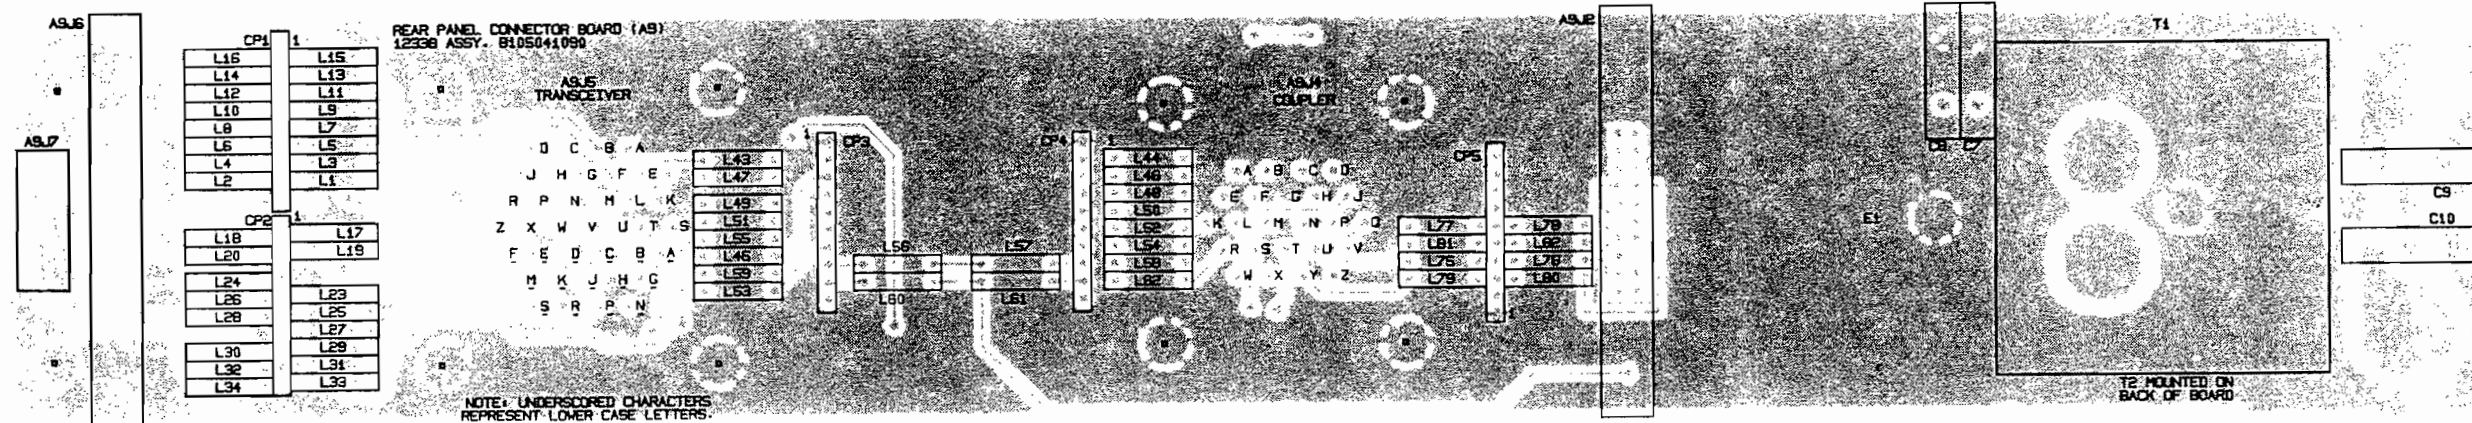 A9J6
REAR PANEL CONNECTOR BOARD (A9)
12338 ASSY. 8105041090
A9J2
T1
CP1 1
L16 L15
L14 L13
L12 L11
L10 L9
L8 L7
L6 L5
L4 L3
L2 L1
A9J7
A9J5
TRANSCEIVER
A9J4
COUPLER
1
CP3
CP4 1
CP5
C8 C7
D C B A
J H G F E
R P N M L K
Z X W V U T S
F E D C B A
M K J H G
S R P N
L43
L47
L49
L51
L55
L46
L59
L53
L56 L57
L60 L61
L44
L48
L50
L52
L54
L58
L62
A B C D
E F G H J
K L M N P Q
R S T U V
W X Y Z
L77
L81 L82
L75
L79 L80
1
E1
C9
C10
CP2 1
L18 L17
L20 L19
L24 L23
L26 L25
L28 L27
L30 L29
L32 L31
L34 L33
NOTE: UNDERSCORED CHARACTERS
REPRESENT LOWER CASE LETTERS.
T2 MOUNTED ON
BACK OF BOARD